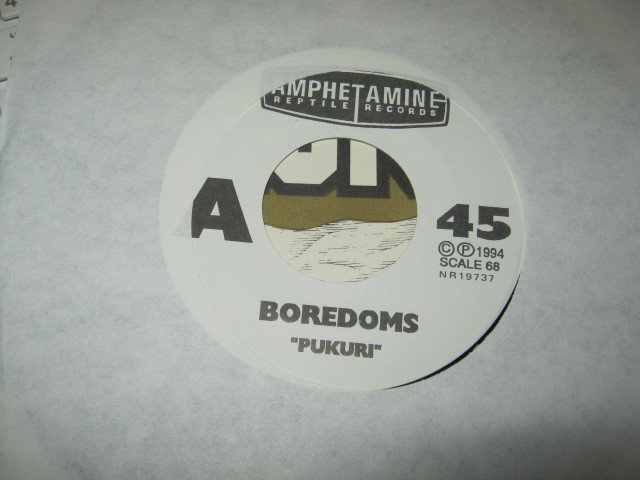 AMPHETAMINE
REPTILE RECORDS
A
45
© ℗ 1994
SCALE 68
NR19737
BOREDOMS
"PUKURI"